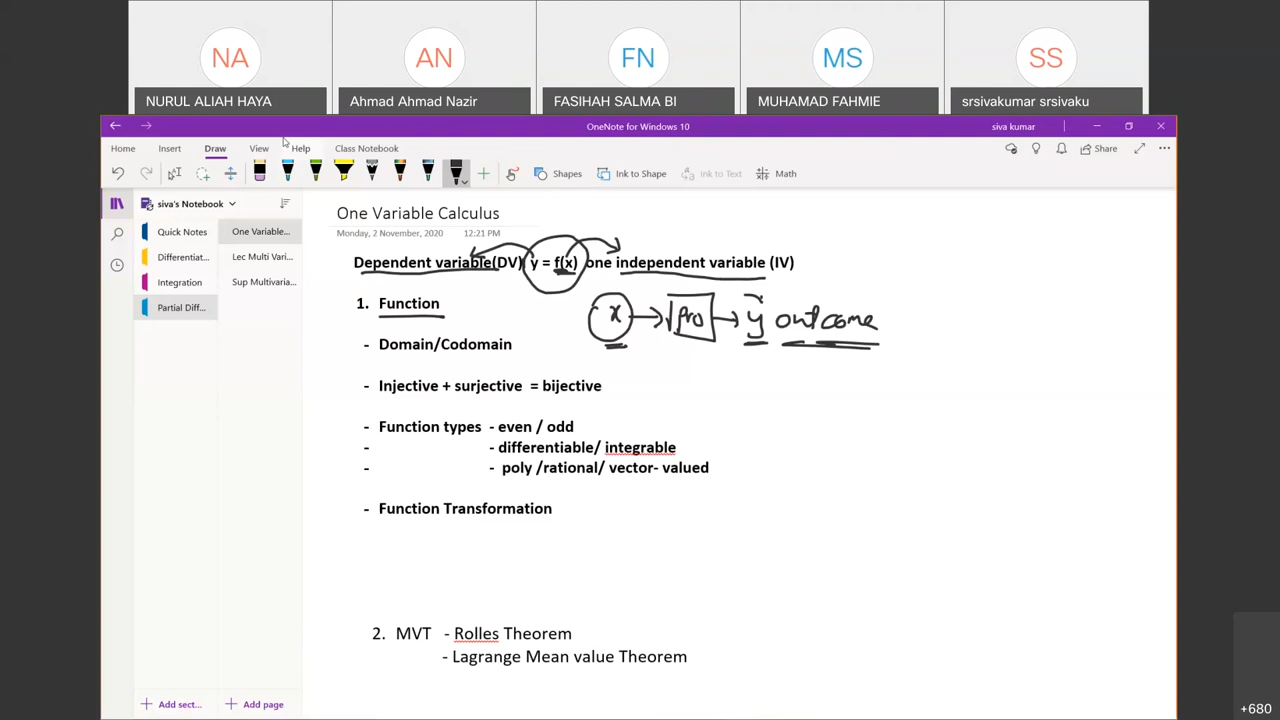 NA AN FN MS SS
NURUL ALIAH HAYA Ahmad Ahmad Nazir FASIHAH SALMA BI MUHAMAD FAHMIE srsivakumar srsivaku
OneNote for Windows 10 siva kumar
Home Insert Draw View Help Class Notebook Share
Shapes Ink to Shape Ink to Text Math
siva's Notebook
Quick Notes
Differentiat...
Integration
Partial Diff...
One Variable...
Lec Multi Vari...
Sup Multivaria...
One Variable Calculus
Monday, 2 November, 2020 12:21 PM
Dependent variable(DV) y = f(x) one independent variable (IV)
1. Function
x → pro → y outcome
- Domain/Codomain
- Injective + surjective = bijective
- Function types - even / odd
- - differentiable/ integrable
- - poly /rational/ vector- valued
- Function Transformation
2. MVT - Rolles Theorem
- Lagrange Mean value Theorem
+ Add sect... + Add page
+680